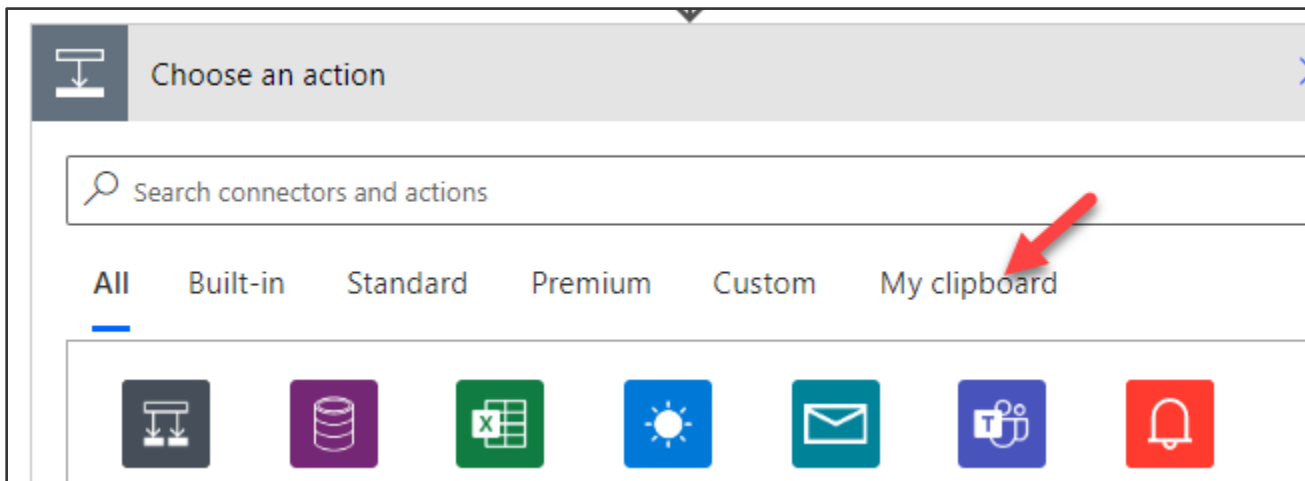 Choose an action
Search connectors and actions
All Built-in Standard Premium Custom My clipboard
X
T